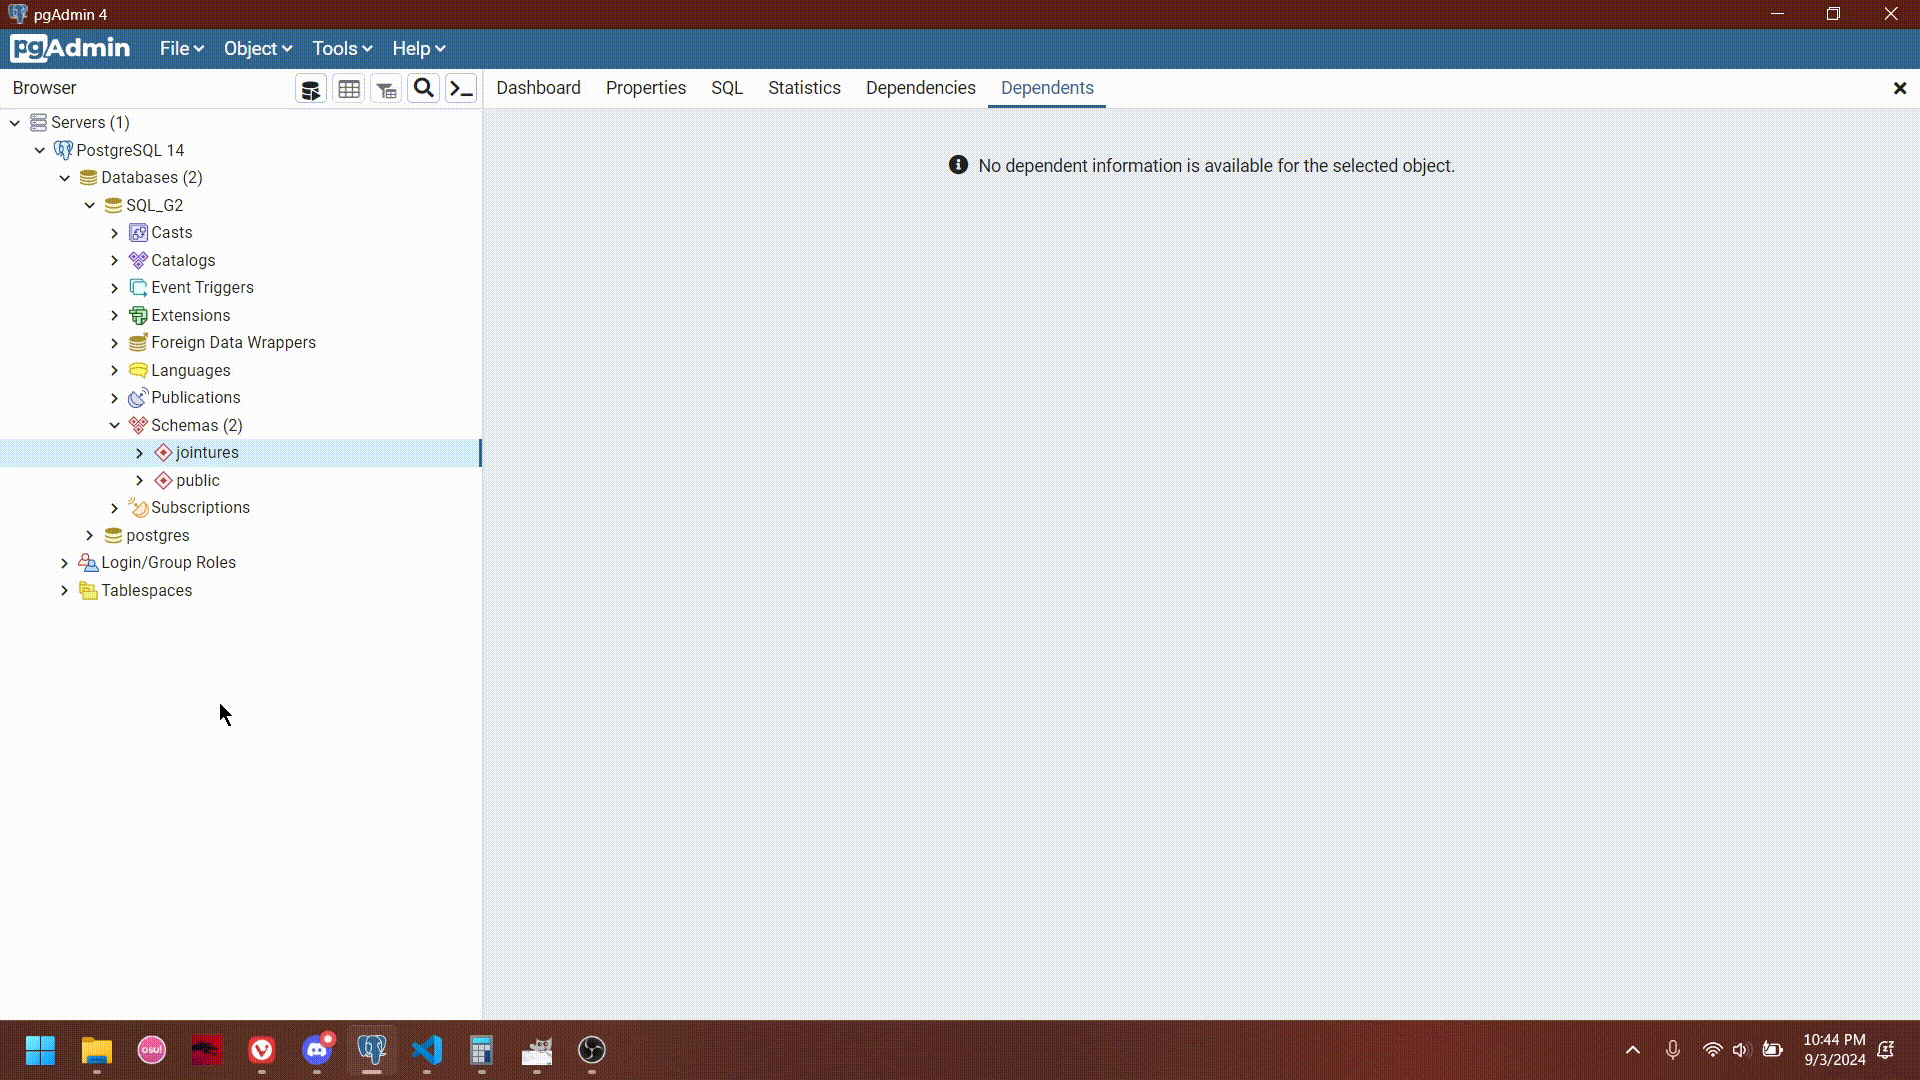 pgAdmin 4
pgAdmin File Object Tools Help
Browser
Dashboard Properties SQL Statistics Dependencies Dependents
Servers (1)
PostgreSQL 14
Databases (2)
SQL_G2
Casts
Catalogs
Event Triggers
Extensions
Foreign Data Wrappers
Languages
Publications
Schemas (2)
jointures
public
Subscriptions
postgres
Login/Group Roles
Tablespaces
No dependent information is available for the selected object.
osu!
10:44 PM
9/3/2024